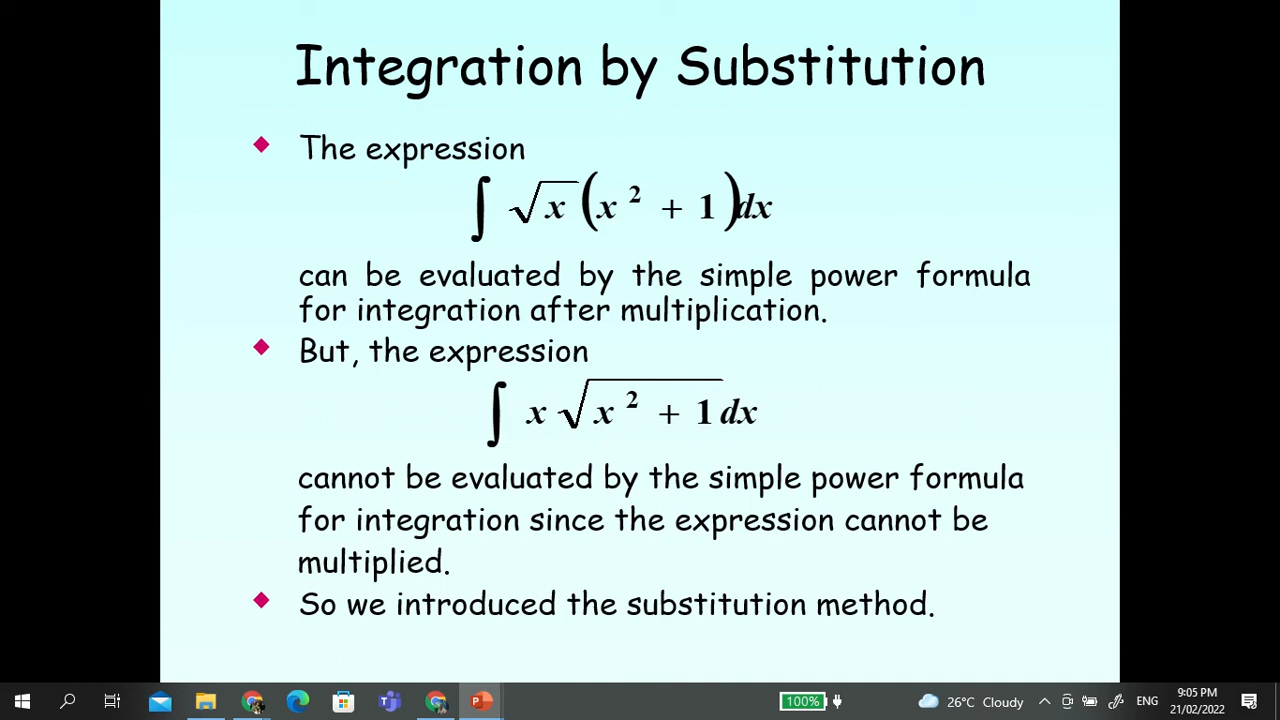 Integration by Substitution
The expression
∫ √x (x² + 1)dx
can be evaluated by the simple power formula
for integration after multiplication.
But, the expression
∫ x √(x² + 1) dx
cannot be evaluated by the simple power formula
for integration since the expression cannot be
multiplied.
So we introduced the substitution method.
100%
26°C Cloudy
ENG
9:05 PM
21/02/2022